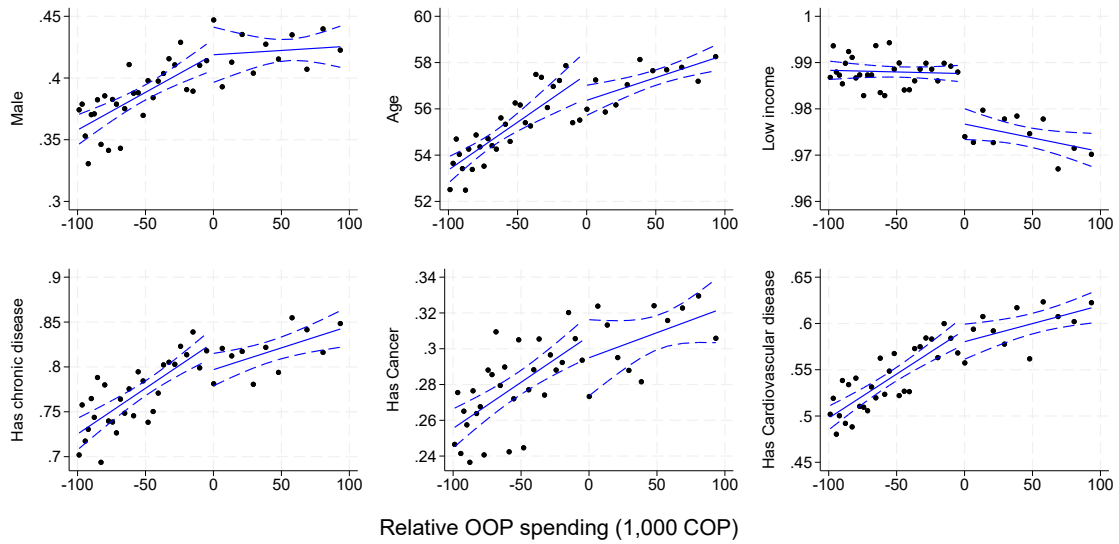 Male
.45
.4
.35
.3
-100 -50 0 50 100
Age
60
58
56
54
52
-100 -50 0 50 100
Low income
1
.99
.98
.97
.96
-100 -50 0 50 100
Has chronic disease
.9
.85
.8
.75
.7
-100 -50 0 50 100
Has Cancer
.34
.32
.3
.28
.26
.24
-100 -50 0 50 100
Has Cardiovascular disease
.65
.6
.55
.5
.45
-100 -50 0 50 100
Relative OOP spending (1,000 COP)